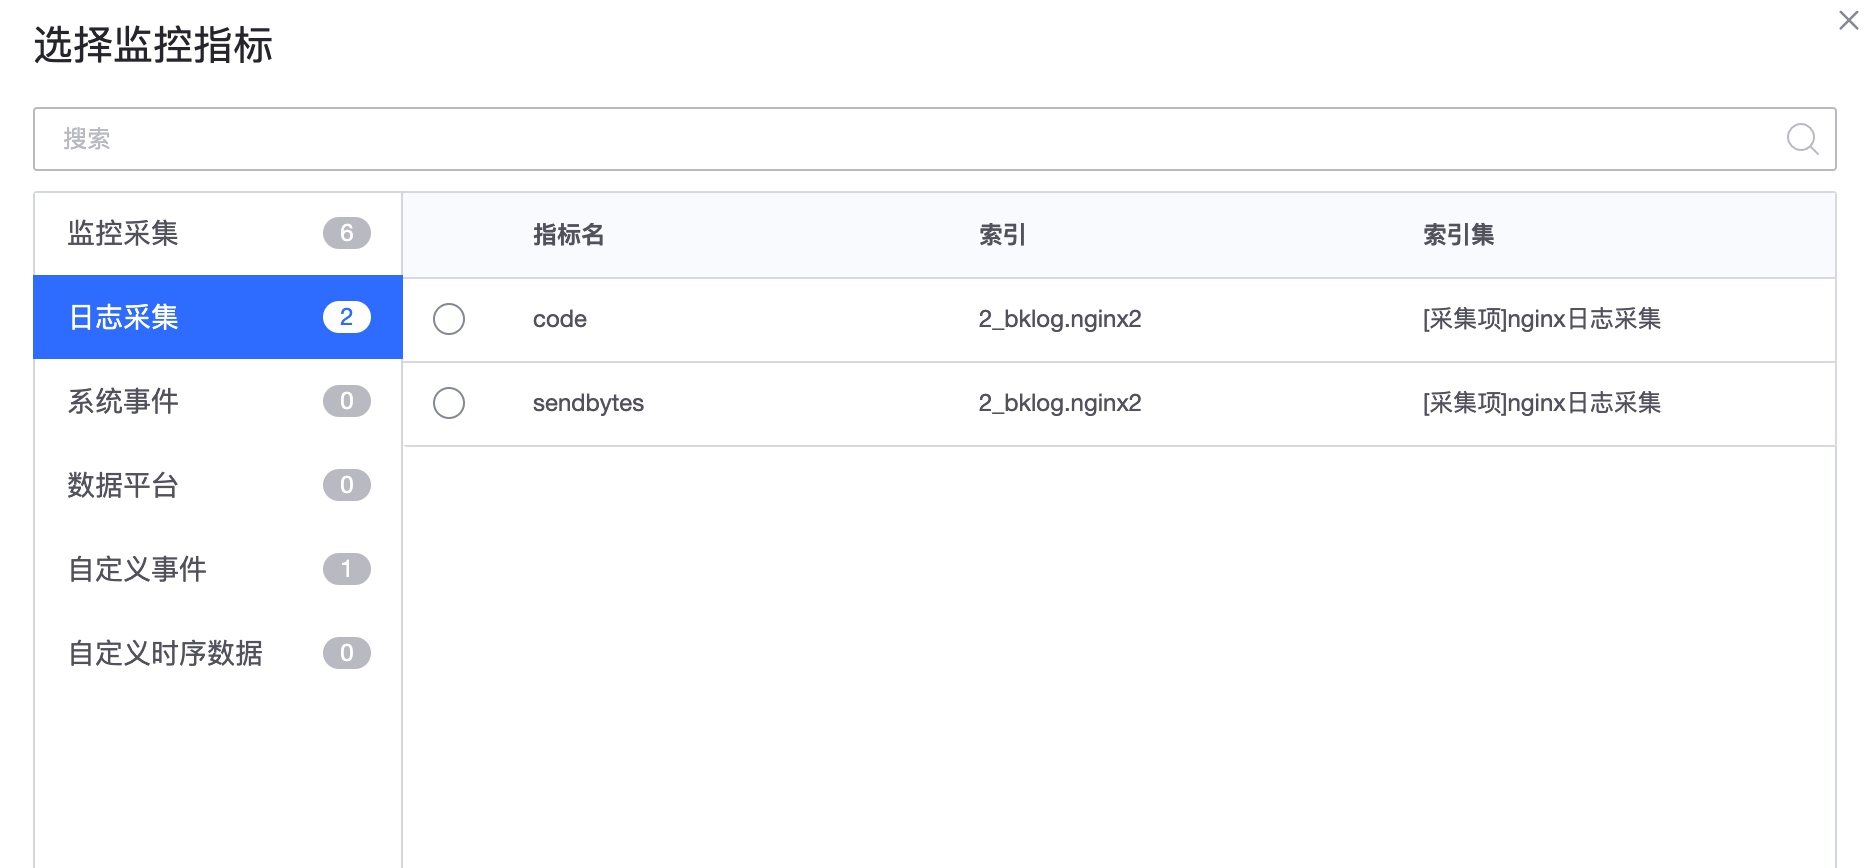 选择监控指标
搜索
监控采集 6
日志采集 2
系统事件 0
数据平台 0
自定义事件 1
自定义时序数据 0
指标名 索引 索引集
code 2_bklog.nginx2 [采集项]nginx日志采集
sendbytes 2_bklog.nginx2 [采集项]nginx日志采集